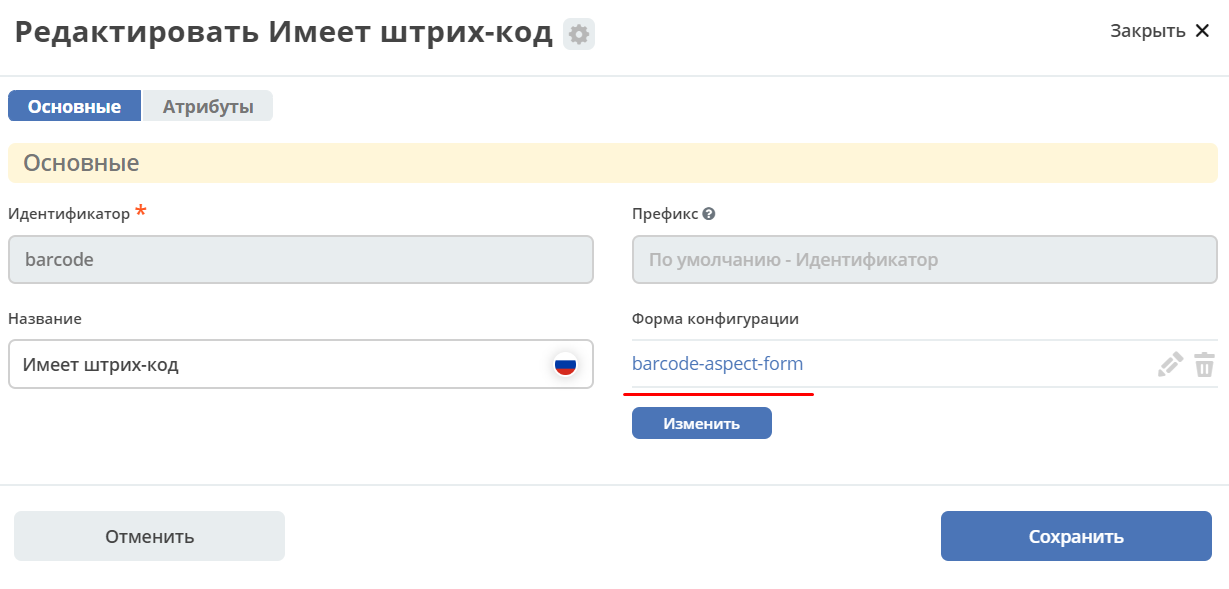 Редактировать Имеет штрих-код
Закрыть
Основные
Атрибуты
Основные
Идентификатор *
Префикс
barcode
По умолчанию - Идентификатор
Название
Форма конфигурации
Имеет штрих-код
barcode-aspect-form
Изменить
Отменить
Сохранить